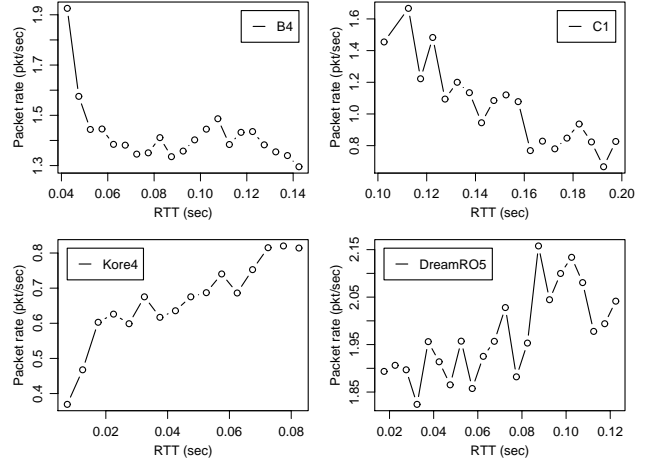 B4
Packet rate (pkt/sec)
1.3 1.5 1.7 1.9
0.04 0.06 0.08 0.10 0.12 0.14
RTT (sec)
C1
Packet rate (pkt/sec)
0.8 1.0 1.2 1.4 1.6
0.10 0.12 0.14 0.16 0.18 0.20
RTT (sec)
Kore4
Packet rate (pkt/sec)
0.4 0.5 0.6 0.7 0.8
0.02 0.04 0.06 0.08
RTT (sec)
DreamRO5
Packet rate (pkt/sec)
1.85 1.95 2.05 2.15
0.02 0.04 0.06 0.08 0.10 0.12
RTT (sec)